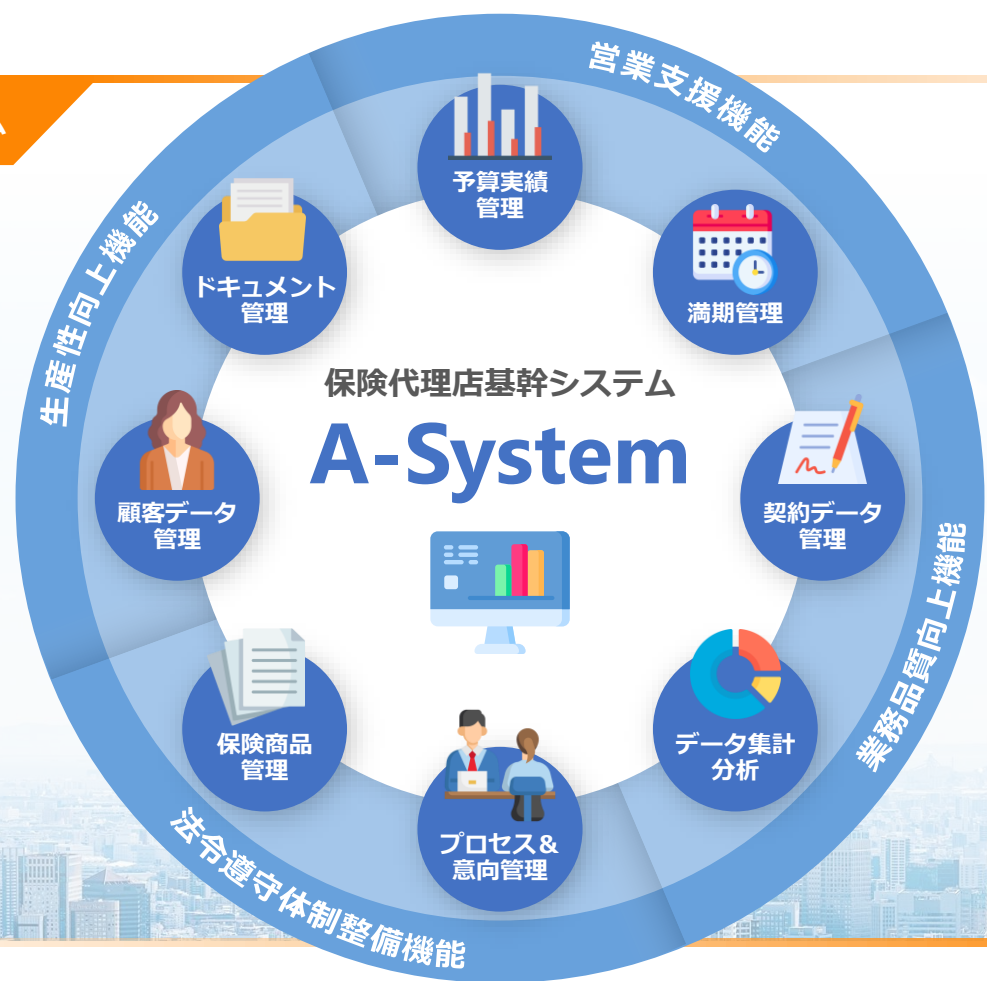 営業支援機能
予算実績
管理
満期管理
契約データ
管理
業務品質向上機能
データ集計
分析
プロセス&
意向管理
法令遵守体制整備機能
保険商品
管理
顧客データ
管理
生産性向上機能
ドキュメント
管理
保険代理店基幹システム
A-System